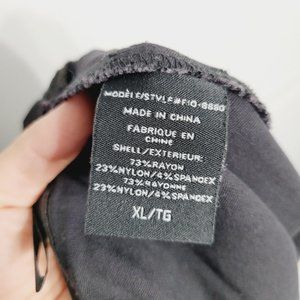 MODÈLE/STYLE#F10-8880
MADE IN CHINA
FABRIQUE EN
CHINE
SHELL/EXTERIEUR:
73%RAYON
23%NYLON/4%SPANDEX
73%RAYONNE
23%NYLON/4%SPANDEX
XL/TG